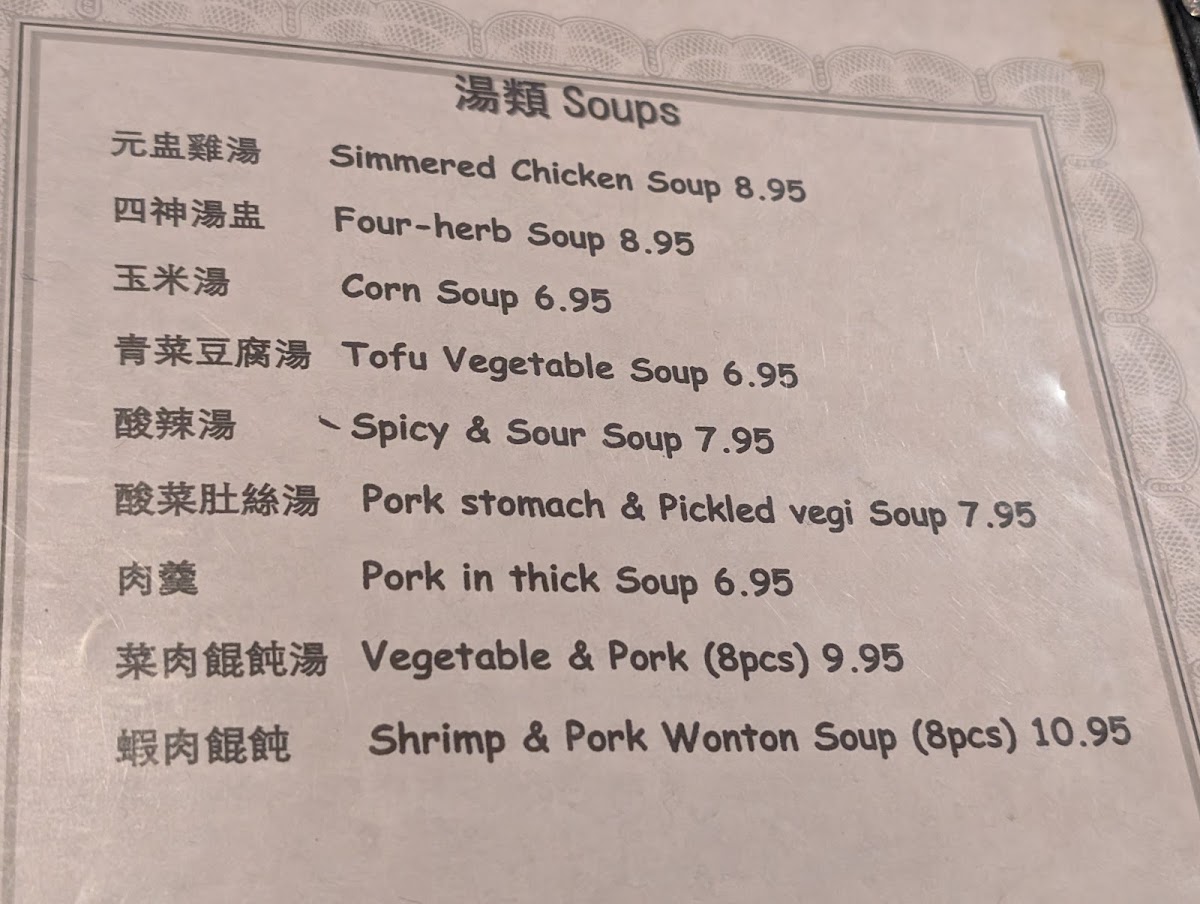 湯類 Soups
元盅雞湯 Simmered Chicken Soup 8.95
四神湯盅 Four-herb Soup 8.95
玉米湯 Corn Soup 6.95
青菜豆腐湯 Tofu Vegetable Soup 6.95
酸辣湯 Spicy & Sour Soup 7.95
酸菜肚絲湯 Pork stomach & Pickled vegi Soup 7.95
肉羹 Pork in thick Soup 6.95
菜肉餛飩湯 Vegetable & Pork (8pcs) 9.95
蝦肉餛飩 Shrimp & Pork Wonton Soup (8pcs) 10.95